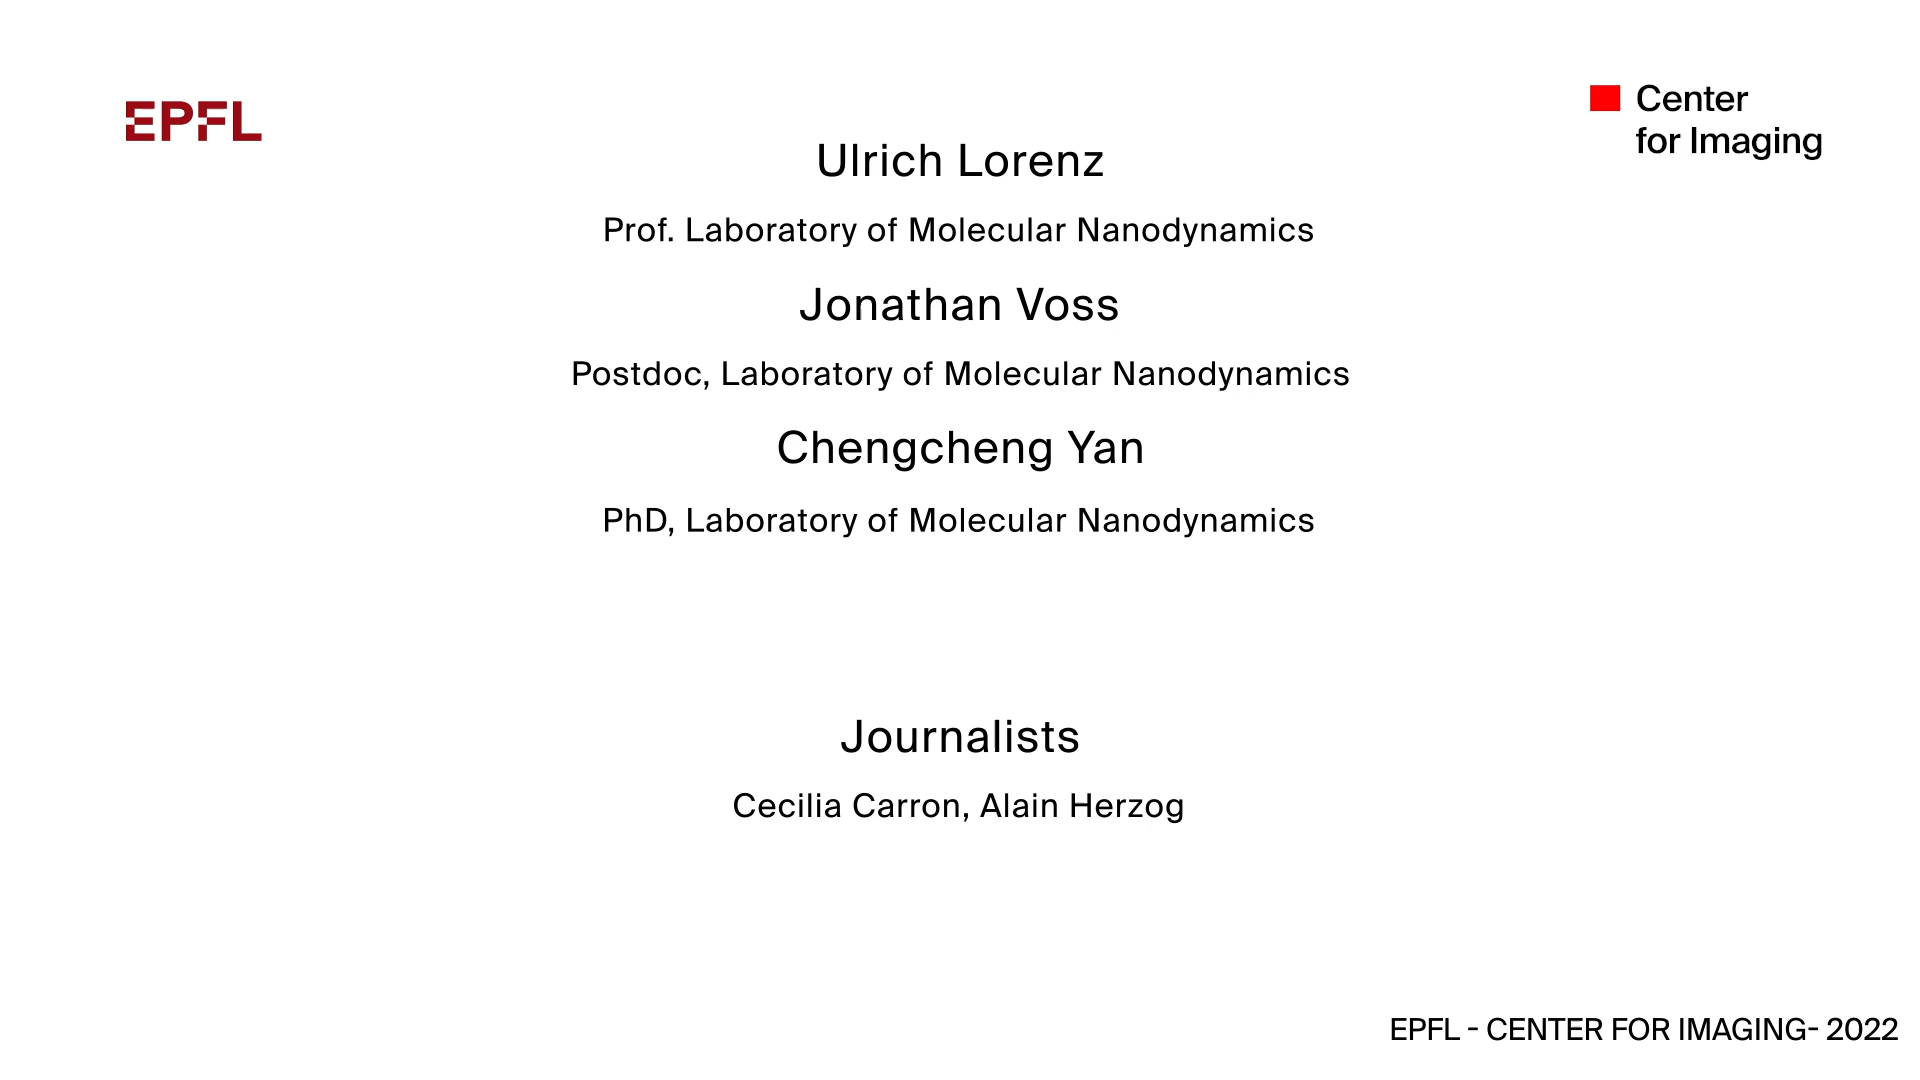 EPFL
Center
for Imaging
Ulrich Lorenz
Prof. Laboratory of Molecular Nanodynamics
Jonathan Voss
Postdoc, Laboratory of Molecular Nanodynamics
Chengcheng Yan
PhD, Laboratory of Molecular Nanodynamics
Journalists
Cecilia Carron, Alain Herzog
EPFL - CENTER FOR IMAGING- 2022